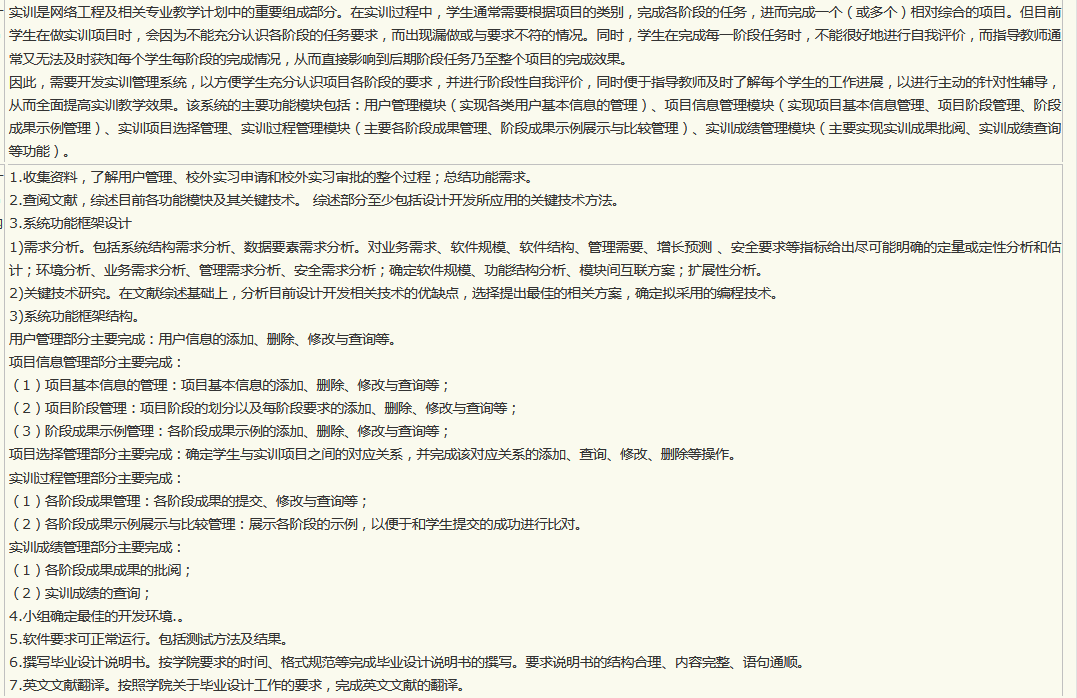 实训是网络工程及相关专业教学计划中的重要组成部分。在实训过程中，学生通常需要根据项目的类别，完成各阶段的任务，进而完成一个（或多个）相对综合的项目。但目前
学生在做实训项目时，会因为不能充分认识各阶段的任务要求，而出现漏做或与要求不符的情况。同时，学生在完成每一阶段任务时，不能很好地进行自我评价，而指导教师通
常又无法及时获知每个学生每阶段的完成情况，从而直接影响到后期阶段任务乃至整个项目的完成效果。
因此，需要开发实训管理系统，以方便学生充分认识项目各阶段的要求，并进行阶段性自我评价，同时便于指导教师及时了解每个学生的工作进展，以进行主动的针对性辅导，
从而全面提高实训教学效果。该系统的主要功能模块包括：用户管理模块（实现各类用户基本信息的管理）、项目信息管理模块（实现项目基本信息管理、项目阶段管理、阶段
成果示例管理）、实训项目选择管理、实训过程管理模块（主要各阶段成果管理、阶段成果示例展示与比较管理）、实训成绩管理模块（主要实现实训成果批阅、实训成绩查询
等功能）。
1.收集资料，了解用户管理、校外实习申请和校外实习审批的整个过程；总结功能需求。
2.查阅文献，综述目前各功能模快及其关键技术。 综述部分至少包括设计开发所应用的关键技术方法。
3.系统功能框架设计
1)需求分析。包括系统结构需求分析、数据要素需求分析。对业务需求、软件规模、软件结构、管理需要、增长预测 、安全要求等指标给出尽可能明确的定量或定性分析和估
计；环境分析、业务需求分析、管理需求分析、安全需求分析；确定软件规模、功能结构分析、模块间互联方案；扩展性分析。
2)关键技术研究。在文献综述基础上，分析目前设计开发相关技术的优缺点，选择提出最佳的相关方案，确定拟采用的编程技术。
3)系统功能框架结构。
用户管理部分主要完成：用户信息的添加、删除、修改与查询等。
项目信息管理部分主要完成：
（1）项目基本信息的管理：项目基本信息的添加、删除、修改与查询等；
（2）项目阶段管理：项目阶段的划分以及每阶段要求的添加、删除、修改与查询等；
（3）阶段成果示例管理：各阶段成果示例的添加、删除、修改与查询等；
项目选择管理部分主要完成：确定学生与实训项目之间的对应关系，并完成该对应关系的添加、查询、修改、删除等操作。
实训过程管理部分主要完成：
（1）各阶段成果管理：各阶段成果的提交、修改与查询等；
（2）各阶段成果示例展示与比较管理：展示各阶段的示例，以便于和学生提交的成功进行比对。
实训成绩管理部分主要完成：
（1）各阶段成果成果的批阅；
（2）实训成绩的查询；
4.小组确定最佳的开发环境.。
5.软件要求可正常运行。包括测试方法及结果。
6.撰写毕业设计说明书。按学院要求的时间、格式规范等完成毕业设计说明书的撰写。要求说明书的结构合理、内容完整、语句通顺。
7.英文文献翻译。按照学院关于毕业设计工作的要求，完成英文文献的翻译。